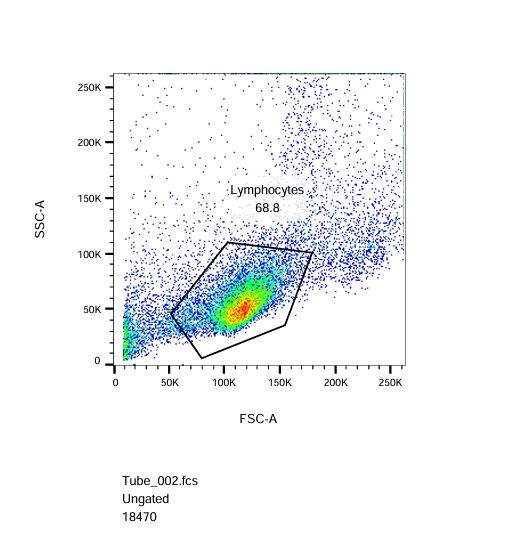 250K
200K
150K
100K
50K
0
SSC-A
Lymphocytes
68.8
0 50K 100K 150K 200K 250K
FSC-A
Tube_002.fcs
Ungated
18470